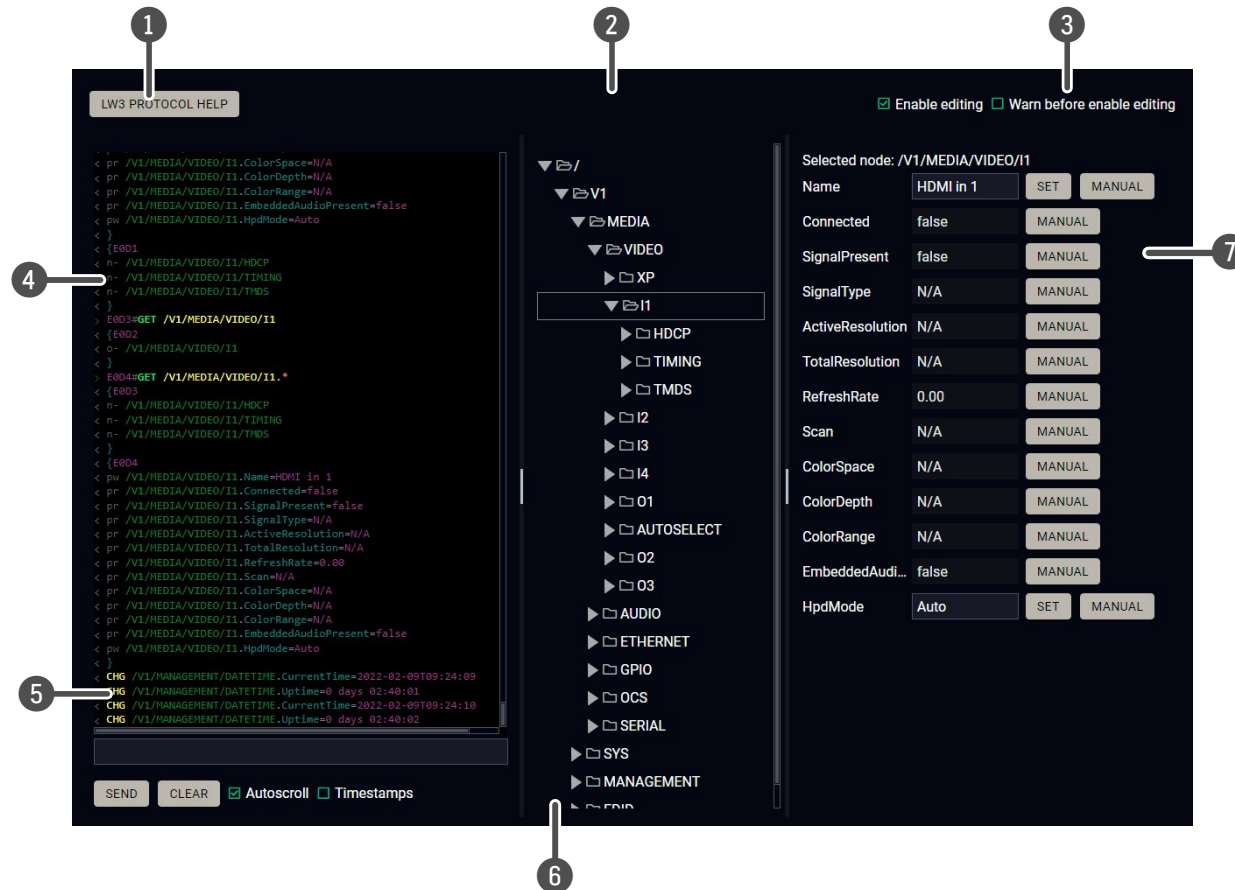 1
2
3
LW3 PROTOCOL HELP
Enable editing
Warn before enable editing
4
< pr /V1/MEDIA/VIDEO/I1.ColorSpace=N/A
< pr /V1/MEDIA/VIDEO/I1.ColorDepth=N/A
< pr /V1/MEDIA/VIDEO/I1.ColorRange=N/A
< pr /V1/MEDIA/VIDEO/I1.EmbeddedAudioPresent=false
< pw /V1/MEDIA/VIDEO/I1.HpdMode=Auto
< }
< {E0D1
< n- /V1/MEDIA/VIDEO/I1/HDCP
< n- /V1/MEDIA/VIDEO/I1/TIMING
< n- /V1/MEDIA/VIDEO/I1/TMDS
< }
> E0D3#GET /V1/MEDIA/VIDEO/I1
< {E0D2
< o- /V1/MEDIA/VIDEO/I1
< }
> E0D4#GET /V1/MEDIA/VIDEO/I1.*
< {E0D3
< n- /V1/MEDIA/VIDEO/I1/HDCP
< n- /V1/MEDIA/VIDEO/I1/TIMING
< n- /V1/MEDIA/VIDEO/I1/TMDS
< }
< {E0D4
< pw /V1/MEDIA/VIDEO/I1.Name=HDMI in 1
< pr /V1/MEDIA/VIDEO/I1.Connected=false
< pr /V1/MEDIA/VIDEO/I1.SignalPresent=false
< pr /V1/MEDIA/VIDEO/I1.SignalType=N/A
< pr /V1/MEDIA/VIDEO/I1.ActiveResolution=N/A
< pr /V1/MEDIA/VIDEO/I1.TotalResolution=N/A
< pr /V1/MEDIA/VIDEO/I1.RefreshRate=0.00
< pr /V1/MEDIA/VIDEO/I1.Scan=N/A
< pr /V1/MEDIA/VIDEO/I1.ColorSpace=N/A
< pr /V1/MEDIA/VIDEO/I1.ColorDepth=N/A
< pr /V1/MEDIA/VIDEO/I1.ColorRange=N/A
< pr /V1/MEDIA/VIDEO/I1.EmbeddedAudioPresent=false
< pw /V1/MEDIA/VIDEO/I1.HpdMode=Auto
< }
5
< CHG /V1/MANAGEMENT/DATETIME.CurrentTime=2022-02-09T09:24:09
< CHG /V1/MANAGEMENT/DATETIME.Uptime=0 days 02:40:01
< CHG /V1/MANAGEMENT/DATETIME.CurrentTime=2022-02-09T09:24:10
< CHG /V1/MANAGEMENT/DATETIME.Uptime=0 days 02:40:02
SEND
CLEAR
Autoscroll
Timestamps
/
V1
MEDIA
VIDEO
XP
I1
HDCP
TIMING
TMDS
I2
I3
I4
O1
AUTOSELECT
O2
O3
AUDIO
ETHERNET
GPIO
OCS
SERIAL
SYS
MANAGEMENT
EDID
6
Selected node: /V1/MEDIA/VIDEO/I1
Name HDMI in 1 SET MANUAL
Connected false MANUAL
SignalPresent false MANUAL
7
SignalType N/A MANUAL
ActiveResolution N/A MANUAL
TotalResolution N/A MANUAL
RefreshRate 0.00 MANUAL
Scan N/A MANUAL
ColorSpace N/A MANUAL
ColorDepth N/A MANUAL
ColorRange N/A MANUAL
EmbeddedAudi... false MANUAL
HpdMode Auto SET MANUAL